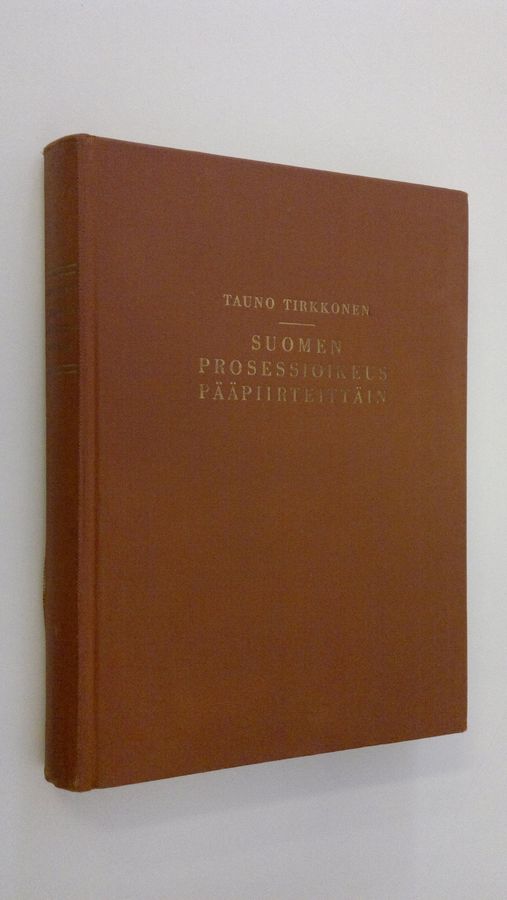 TAUNO TIRKKONEN
SUOMEN
PROSESSIOIKEUS
PÄÄPIIRTEITTÄIN